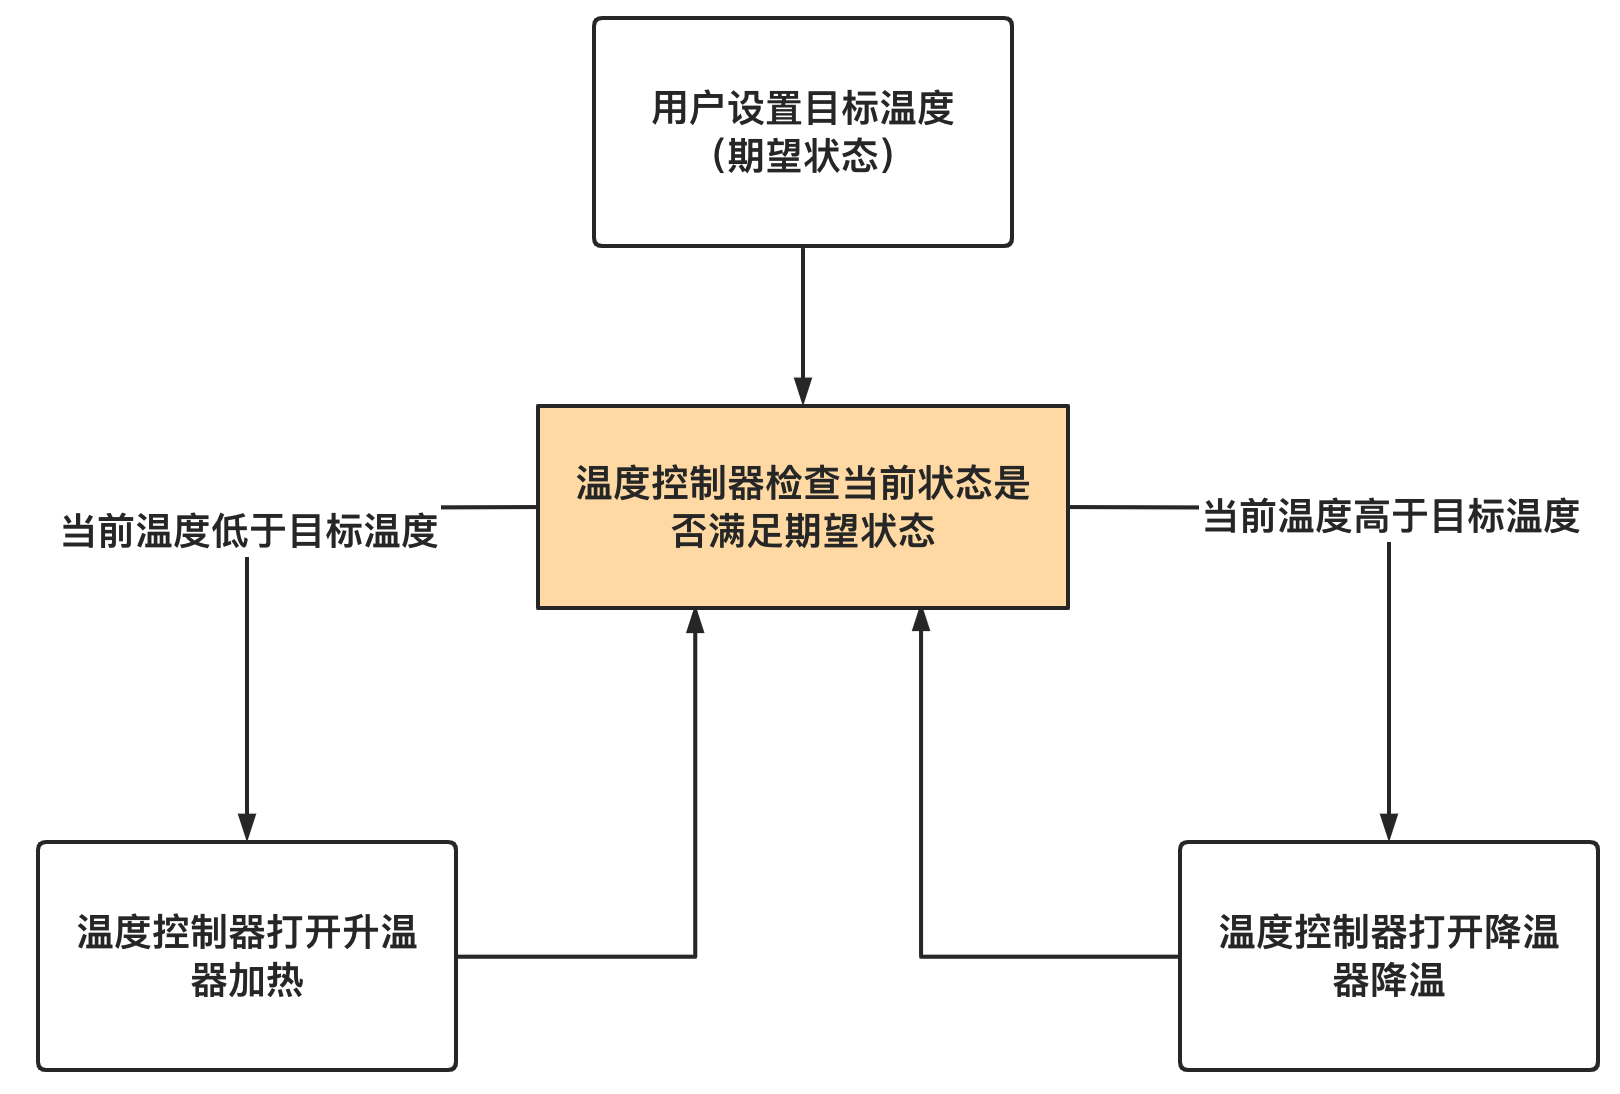 用户设置目标温度
（期望状态）
温度控制器检查当前状态是
否满足期望状态
当前温度低于目标温度
当前温度高于目标温度
温度控制器打开升温
器加热
温度控制器打开降温
器降温